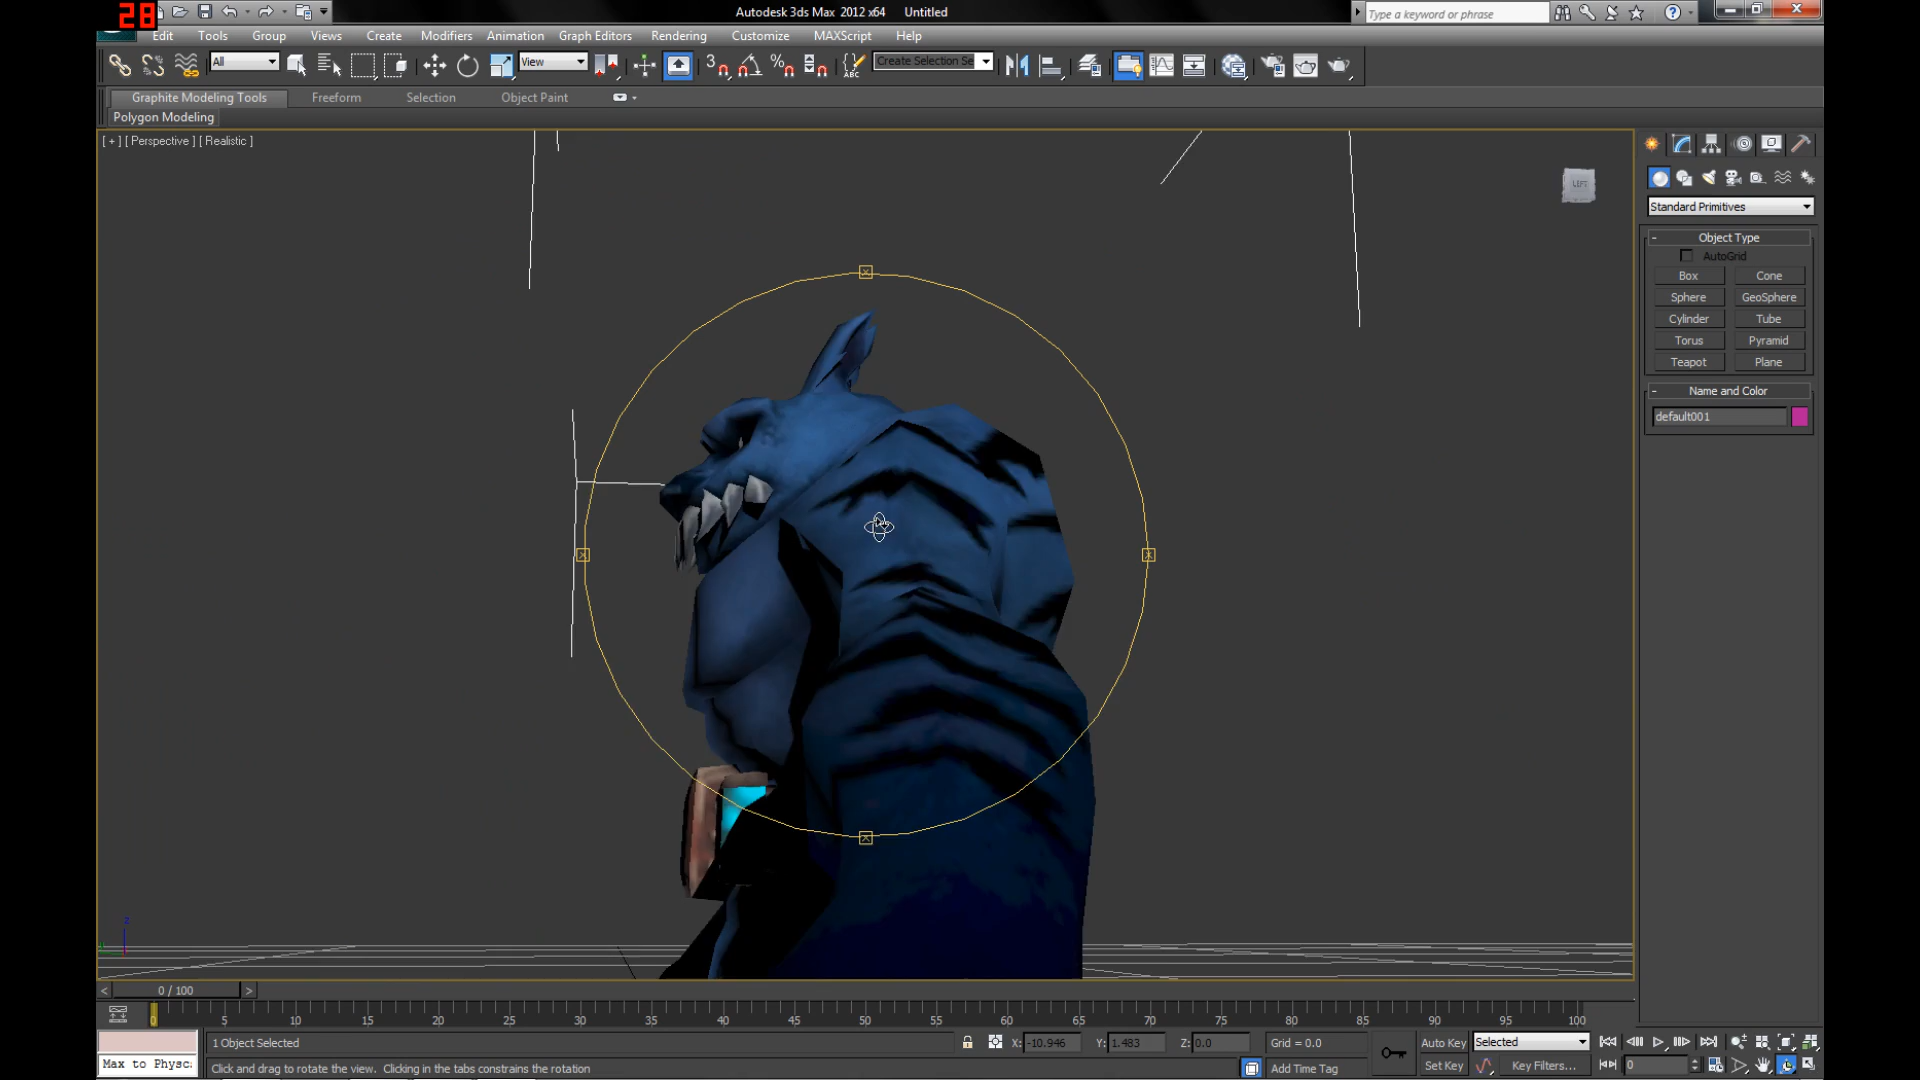 28
Autodesk 3ds Max 2012 x64 Untitled
Type a keyword or phrase
Edit Tools Group Views Create Modifiers Animation Graph Editors Rendering Customize MAXScript Help
All View 3 % ABC Create Selection Se
Graphite Modeling Tools Freeform Selection Object Paint
Polygon Modeling
[ + ] [ Perspective ] [ Realistic ]
LEFT
Standard Primitives
- Object Type
AutoGrid
Box Cone
Sphere GeoSphere
Cylinder Tube
Torus Pyramid
Teapot Plane
- Name and Color
default001
z
< 0 / 100 >
0 5 10 15 20 25 30 35 40 45 50 55 60 65 70 75 80 85 90 95 100
1 Object Selected X: -10.946 Y: 1.483 Z: 0.0 Grid = 0.0 Auto Key Selected
Max to Physc: Click and drag to rotate the view. Clicking in the tabs constrains the rotation Add Time Tag Set Key Key Filters... 0